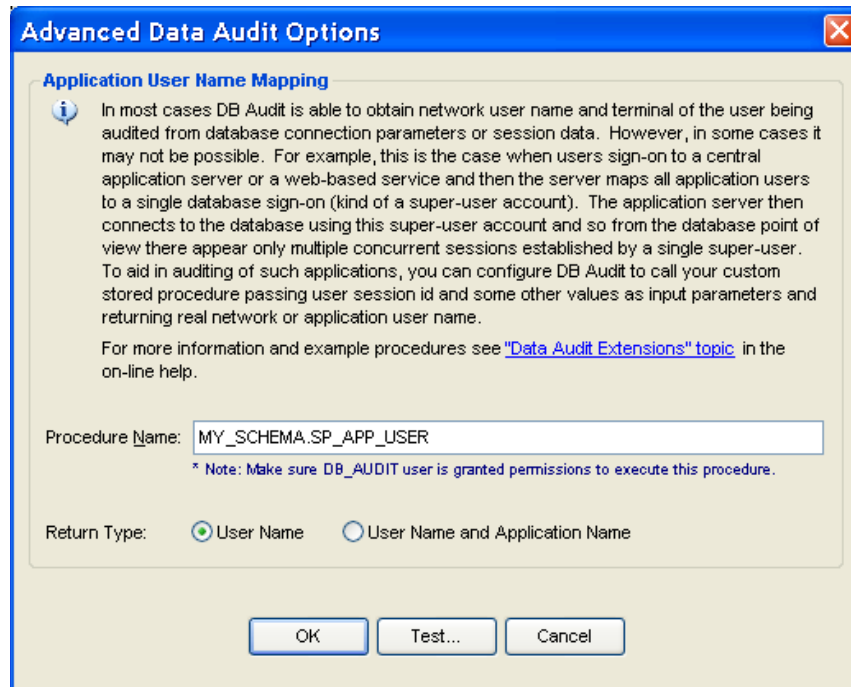 Advanced Data Audit Options
Application User Name Mapping
In most cases DB Audit is able to obtain network user name and terminal of the user being
audited from database connection parameters or session data. However, in some cases it
may not be possible. For example, this is the case when users sign-on to a central
application server or a web-based service and then the server maps all application users
to a single database sign-on (kind of a super-user account). The application server then
connects to the database using this super-user account and so from the database point of
view there appear only multiple concurrent sessions established by a single super-user.
To aid in auditing of such applications, you can configure DB Audit to call your custom
stored procedure passing user session id and some other values as input parameters and
returning real network or application user name.
For more information and example procedures see "Data Audit Extensions" topic in the
on-line help.
Procedure Name: MY_SCHEMA.SP_APP_USER
* Note: Make sure DB_AUDIT user is granted permissions to execute this procedure.
Return Type: User Name User Name and Application Name
OK Test... Cancel